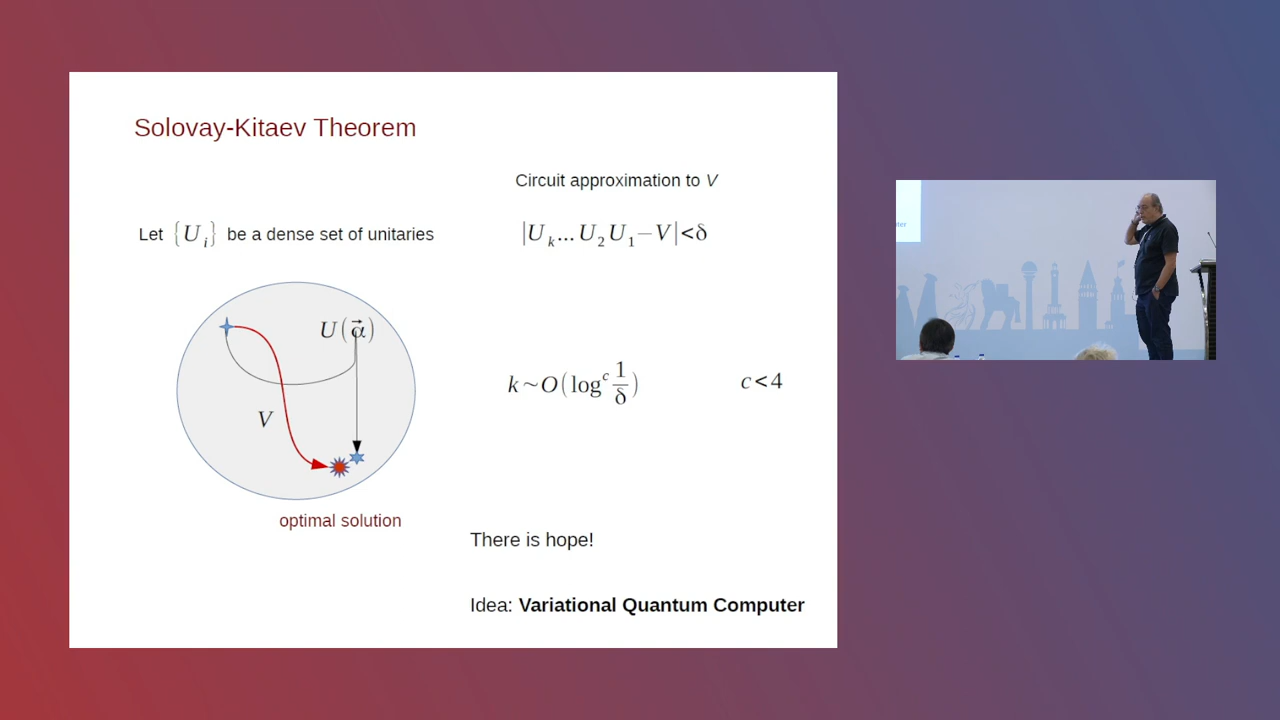 Solovay-Kitaev Theorem
Circuit approximation to V
Let {U_i} be a dense set of unitaries
|U_k...U_2 U_1−V|<δ
U(α⃗)
V
k~O(log^c 1/δ)
c<4
optimal solution
There is hope!
Idea: Variational Quantum Computer